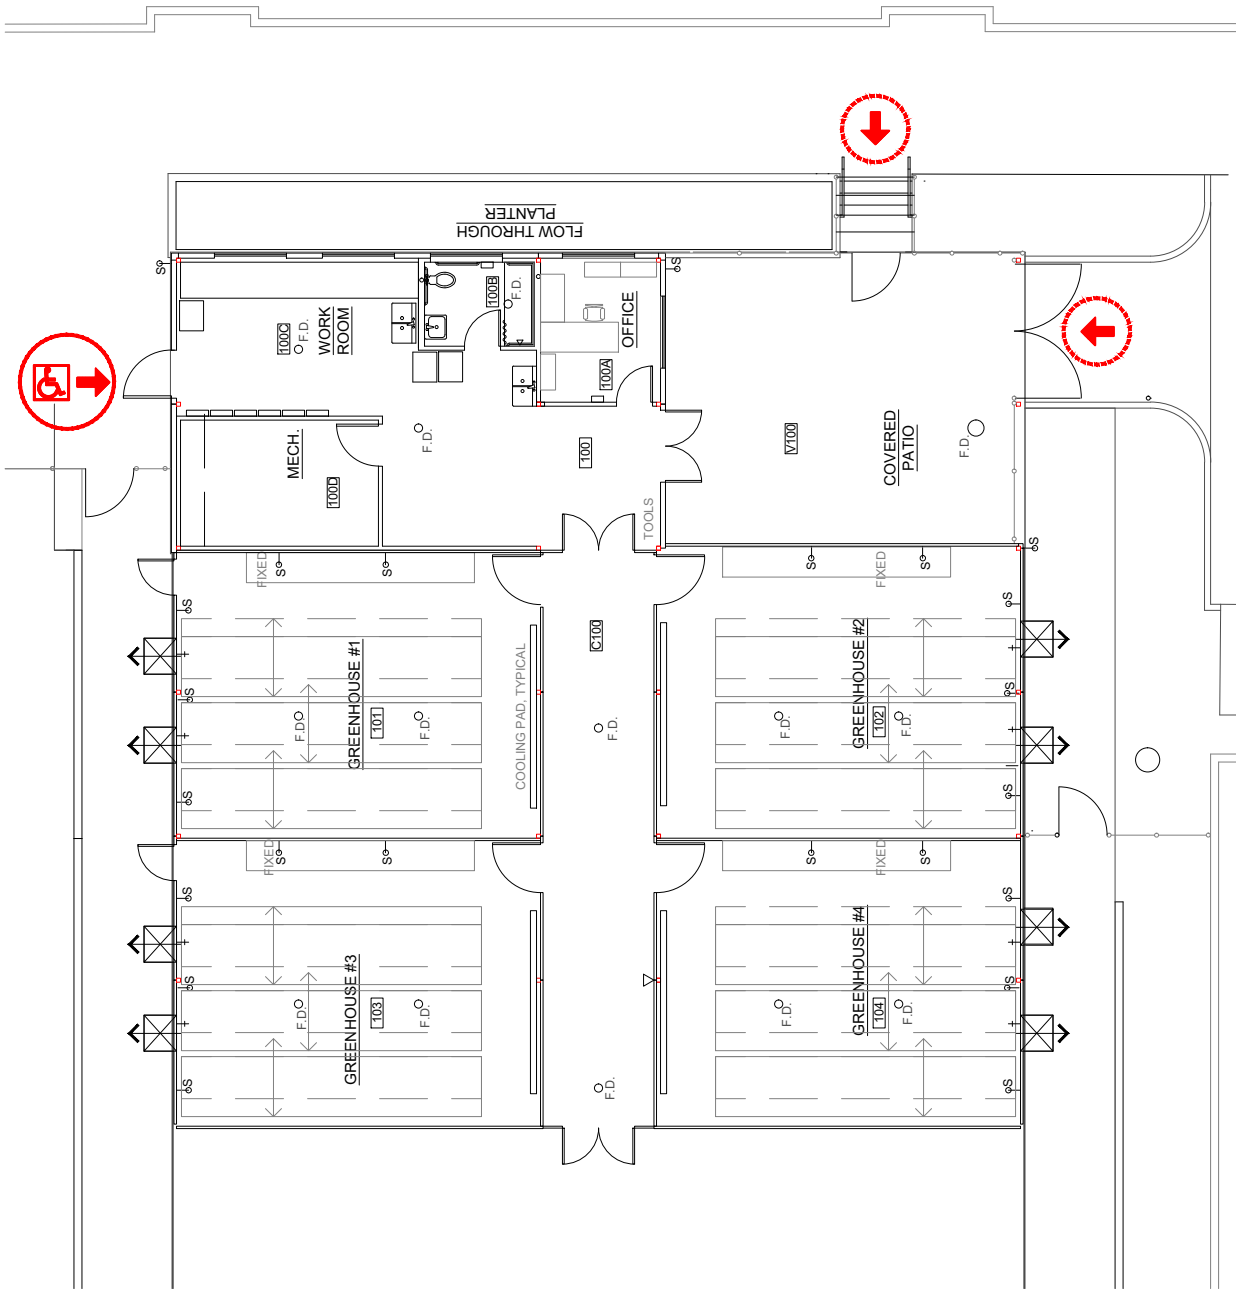 FLOW THROUGH
PLANTER
S
S
100B
F.D.
OFFICE
100C
F.D.
WORK
ROOM
100A
MECH.
F.D.
100
V100
COVERED
PATIO
F.D.
100D
TOOLS
S
FIXED
S
S
S
FIXED
S
S
S
C100
GREENHOUSE #1
COOLING PAD, TYPICAL
GREENHOUSE #2
S
S
101
F.D.
F.D.
F.D.
F.D.
102
F.D.
S
S
FIXED
S
S
S
FIXED
S
S
S
GREENHOUSE #3
GREENHOUSE #4
S
S
103
F.D.
F.D.
F.D.
104
F.D.
S
F.D.
S